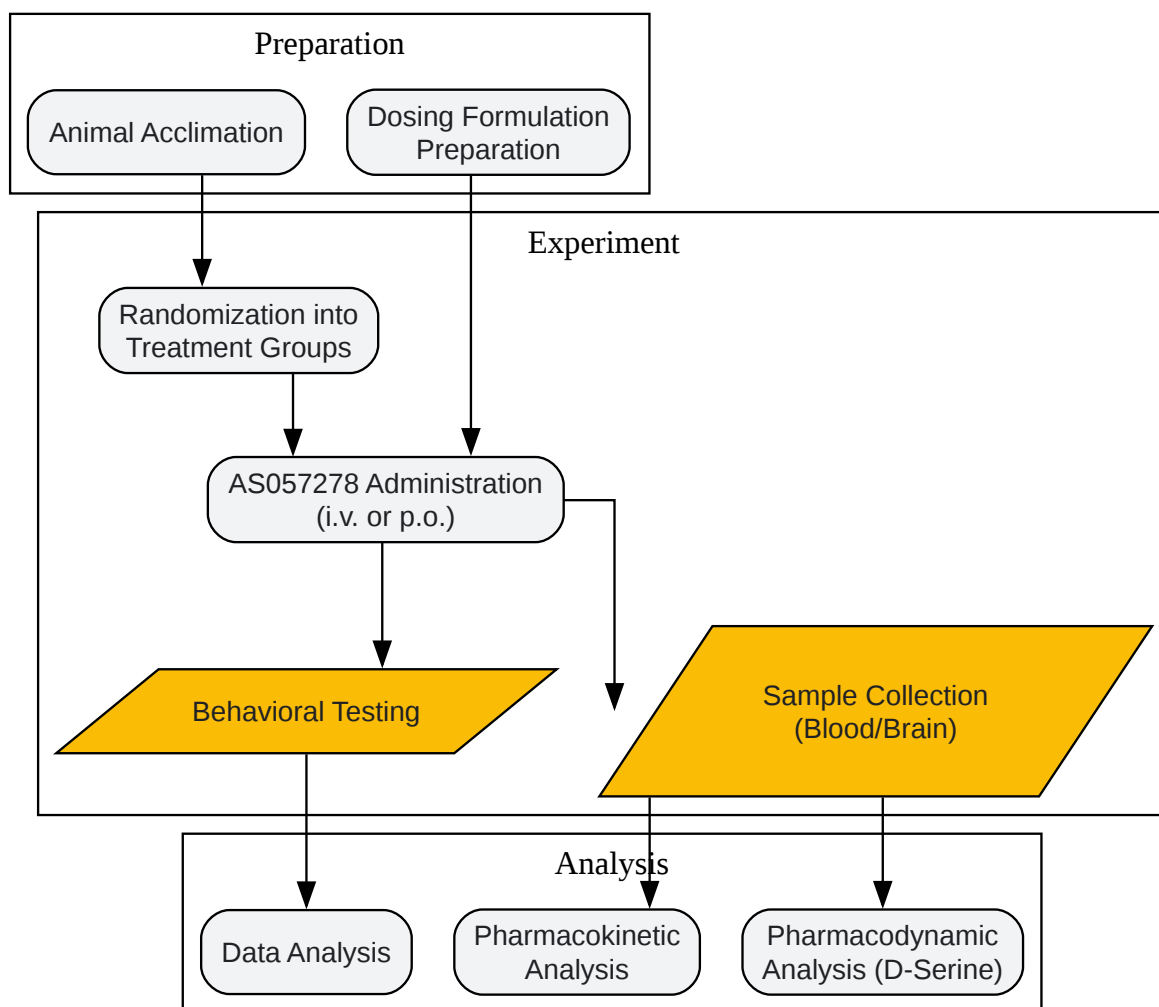 Preparation
Animal Acclimation
Dosing Formulation
Preparation
Experiment
Randomization into
Treatment Groups
AS057278 Administration
(i.v. or p.o.)
Behavioral Testing
Sample Collection
(Blood/Brain)
Analysis
Data Analysis
Pharmacokinetic
Analysis
Pharmacodynamic
Analysis (D-Serine)